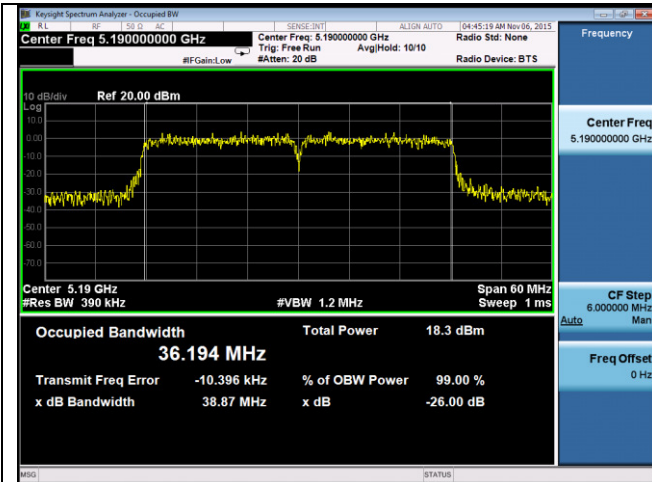 Keysight Spectrum Analyzer - Occupied BW
RL RF 50 Ω AC SENSE:INT ALIGN AUTO 04:45:19 AM Nov 06, 2015
Center Freq 5.190000000 GHz
Center Freq: 5.190000000 GHz Radio Std: None
Trig: Free Run Avg|Hold: 10/10
#IFGain:Low #Atten: 20 dB Radio Device: BTS
Frequency
10 dB/div Ref 20.00 dBm
Log
10.0
0.00
-10.0
-20.0
-30.0
-40.0
-50.0
-60.0
-70.0
Center Freq
5.190000000 GHz
Center 5.19 GHz Span 60 MHz
#Res BW 390 kHz #VBW 1.2 MHz Sweep 1 ms
CF Step
6.000000 MHz
Auto Man
Occupied Bandwidth Total Power 18.3 dBm
36.194 MHz
Freq Offset
0 Hz
Transmit Freq Error -10.396 kHz % of OBW Power 99.00 %
x dB Bandwidth 38.87 MHz x dB -26.00 dB
MSG STATUS